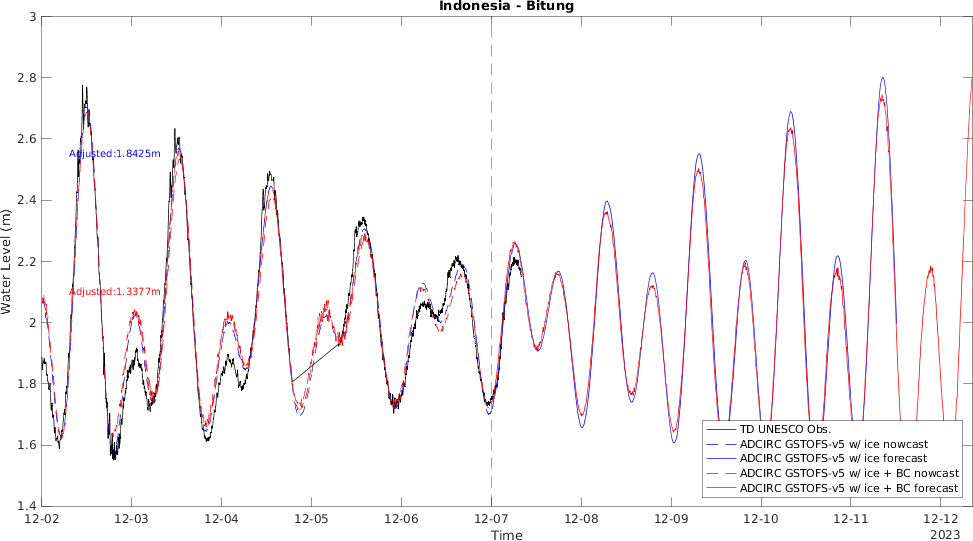 Indonesia - Bitung
Water Level (m)
3
2.8
2.6
2.4
2.2
2
1.8
1.6
1.4
Adjusted:1.8425m
Adjusted:1.3377m
TD UNESCO Obs.
ADCIRC GSTOFS-v5 w/ ice nowcast
ADCIRC GSTOFS-v5 w/ ice forecast
ADCIRC GSTOFS-v5 w/ ice + BC nowcast
ADCIRC GSTOFS-v5 w/ ice + BC forecast
12-02 12-03 12-04 12-05 12-06 12-07 12-08 12-09 12-10 12-11 12-12
Time
2023